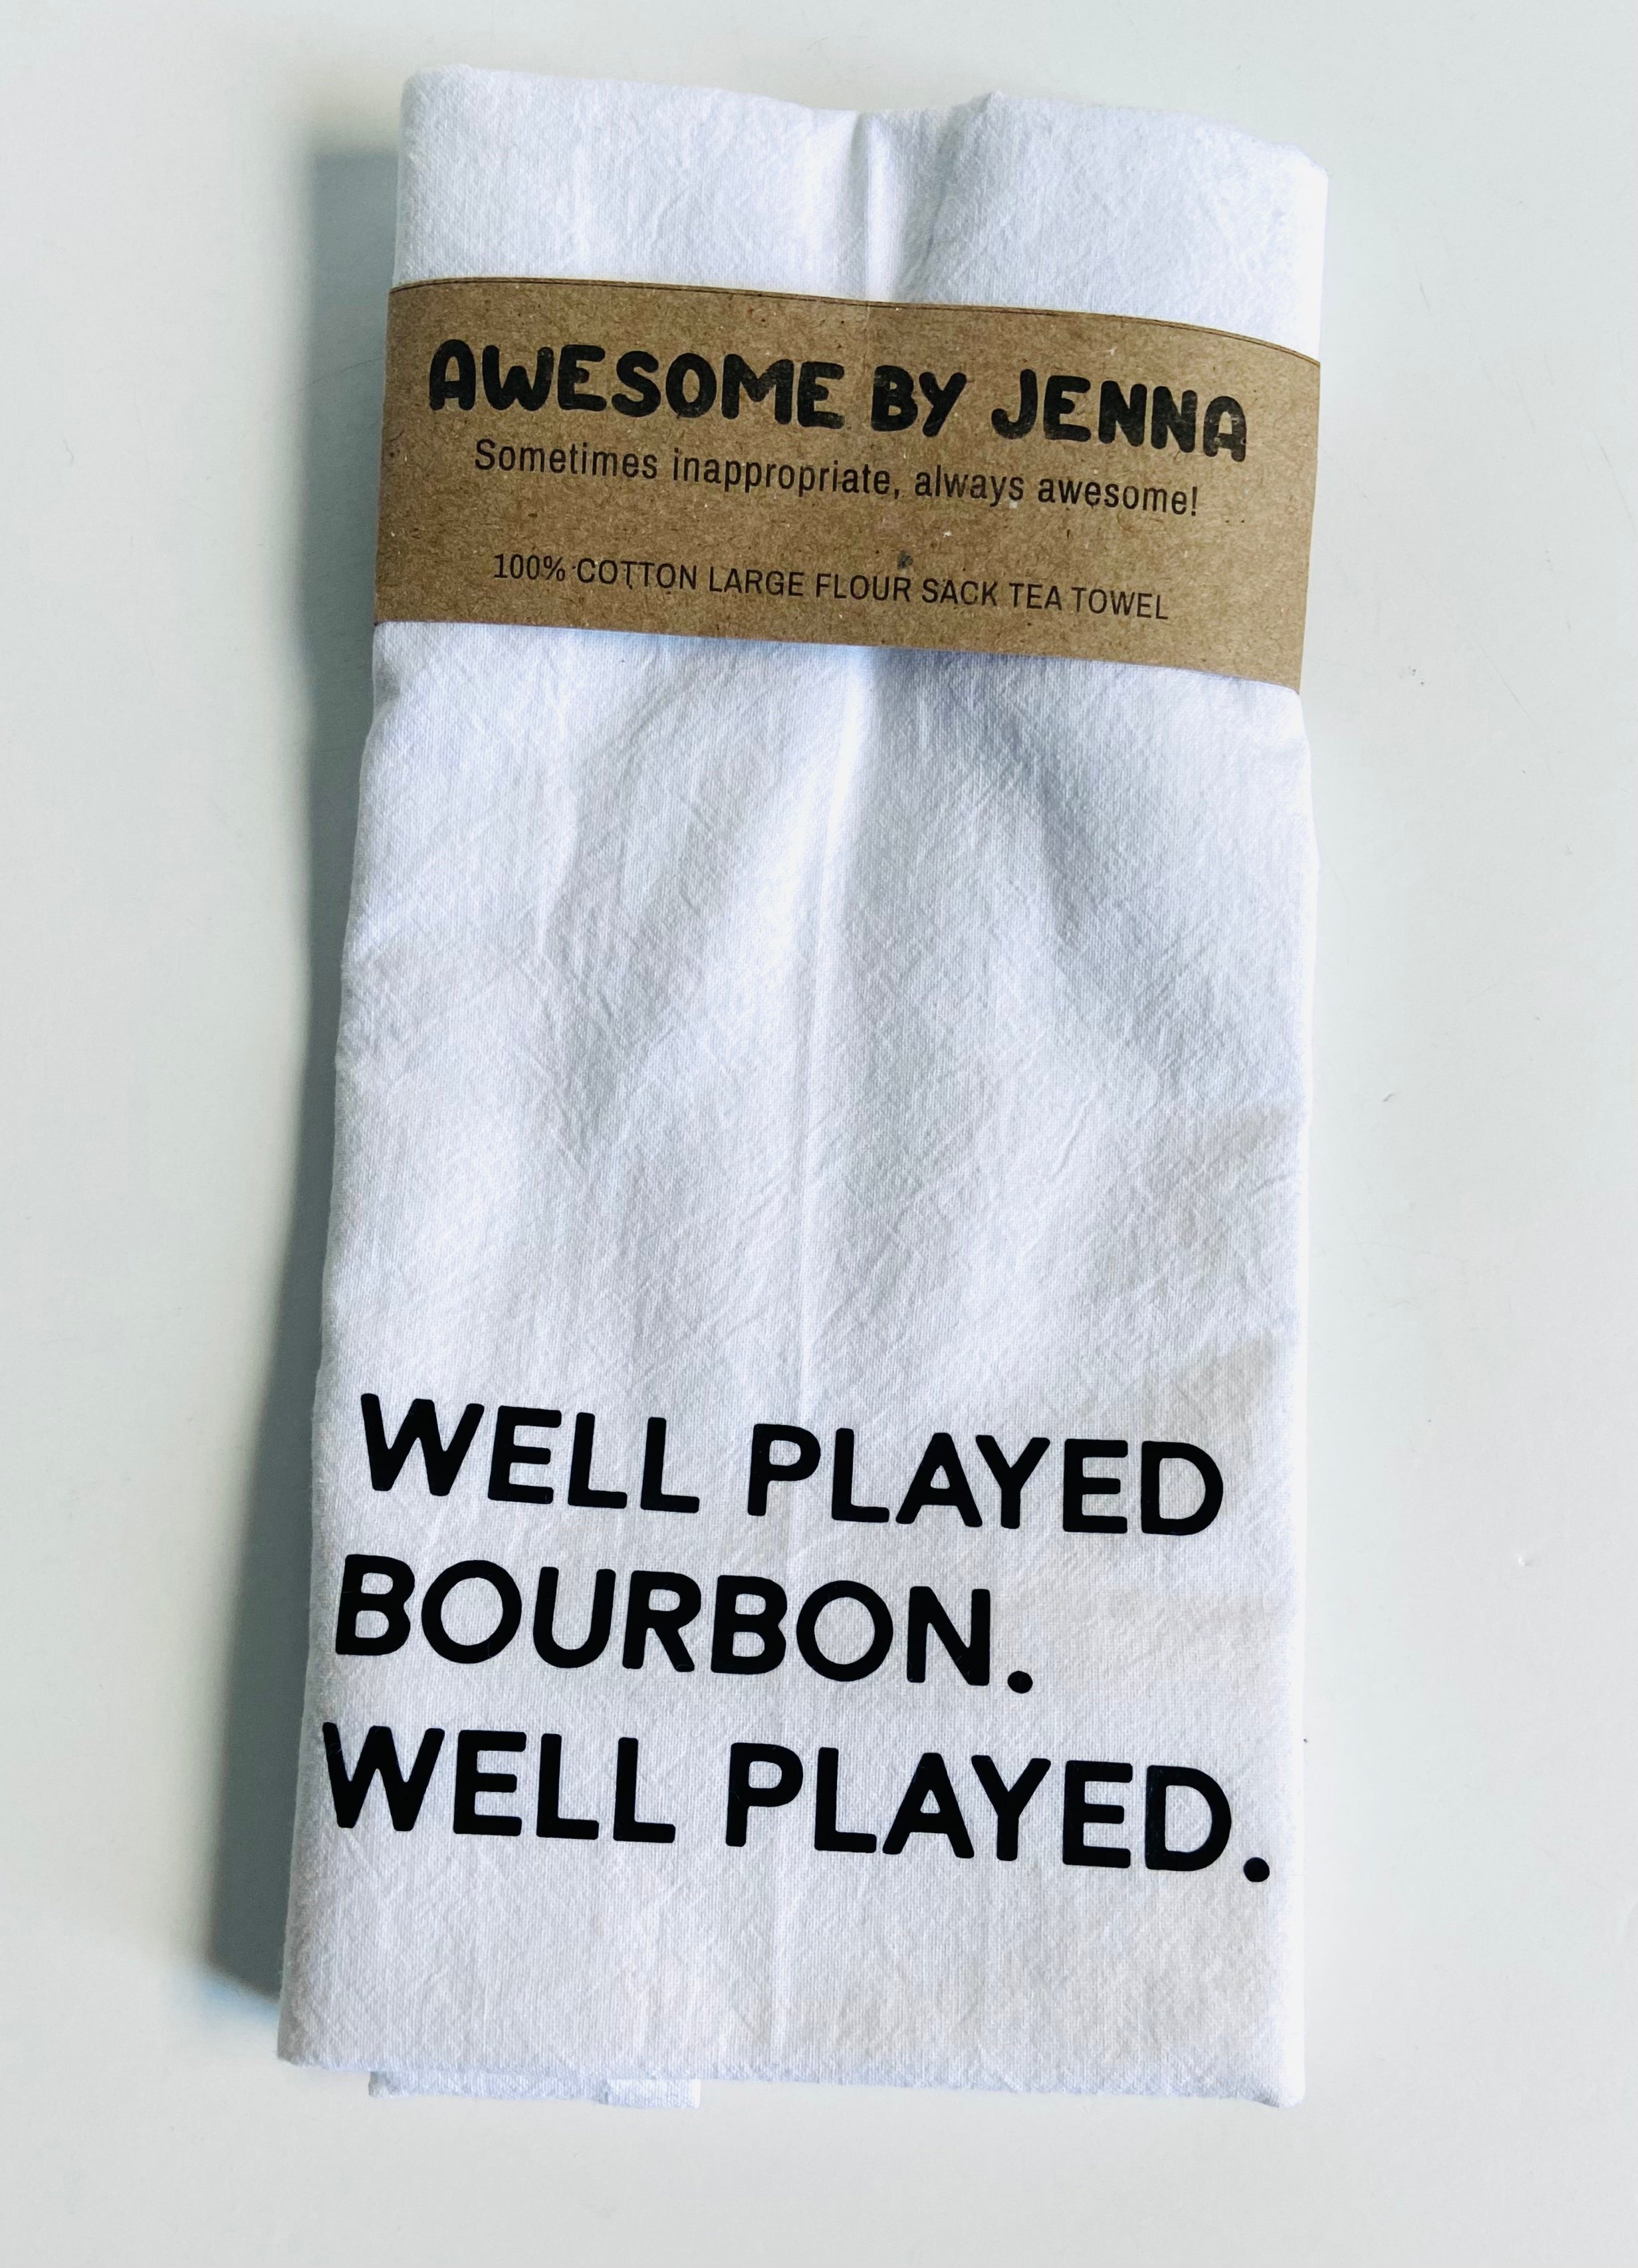 AWESOME BY JENNA
Sometimes inappropriate, always awesome!
100% COTTON LARGE FLOUR SACK TEA TOWEL
WELL PLAYED
BOURBON.
WELL PLAYED.